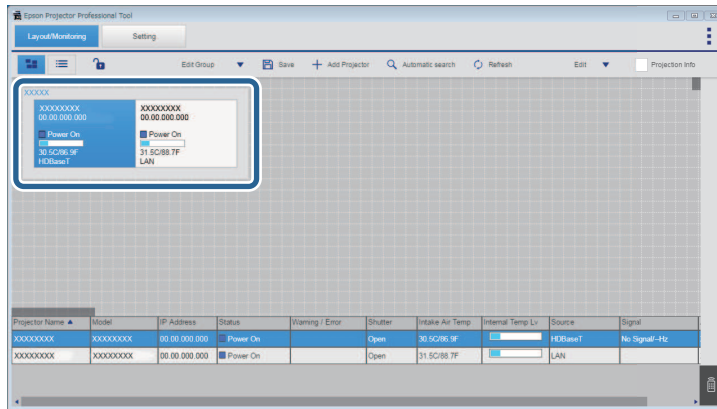 Epson Projector Professional Tool
Layout/Monitoring Setting
Edit Group Save Add Projector Automatic search Refresh Edit Projection Info
XXXXX
XXXXXXXX XXXXXXXX
00.00.000.000 00.00.000.000
Power On Power On
30.5C/86.9F 31.5C/88.7F
HDBaseT LAN
Projector Name Model IP Address Status Warning / Error Shutter Intake Air Temp Internal Temp Lv Source Signal
XXXXXXXX XXXXXXXX 00.00.000.000 Power On Open 30.5C/86.9F HDBaseT No Signal/--Hz
XXXXXXXX XXXXXXXX 00.00.000.000 Power On Open 31.5C/88.7F LAN